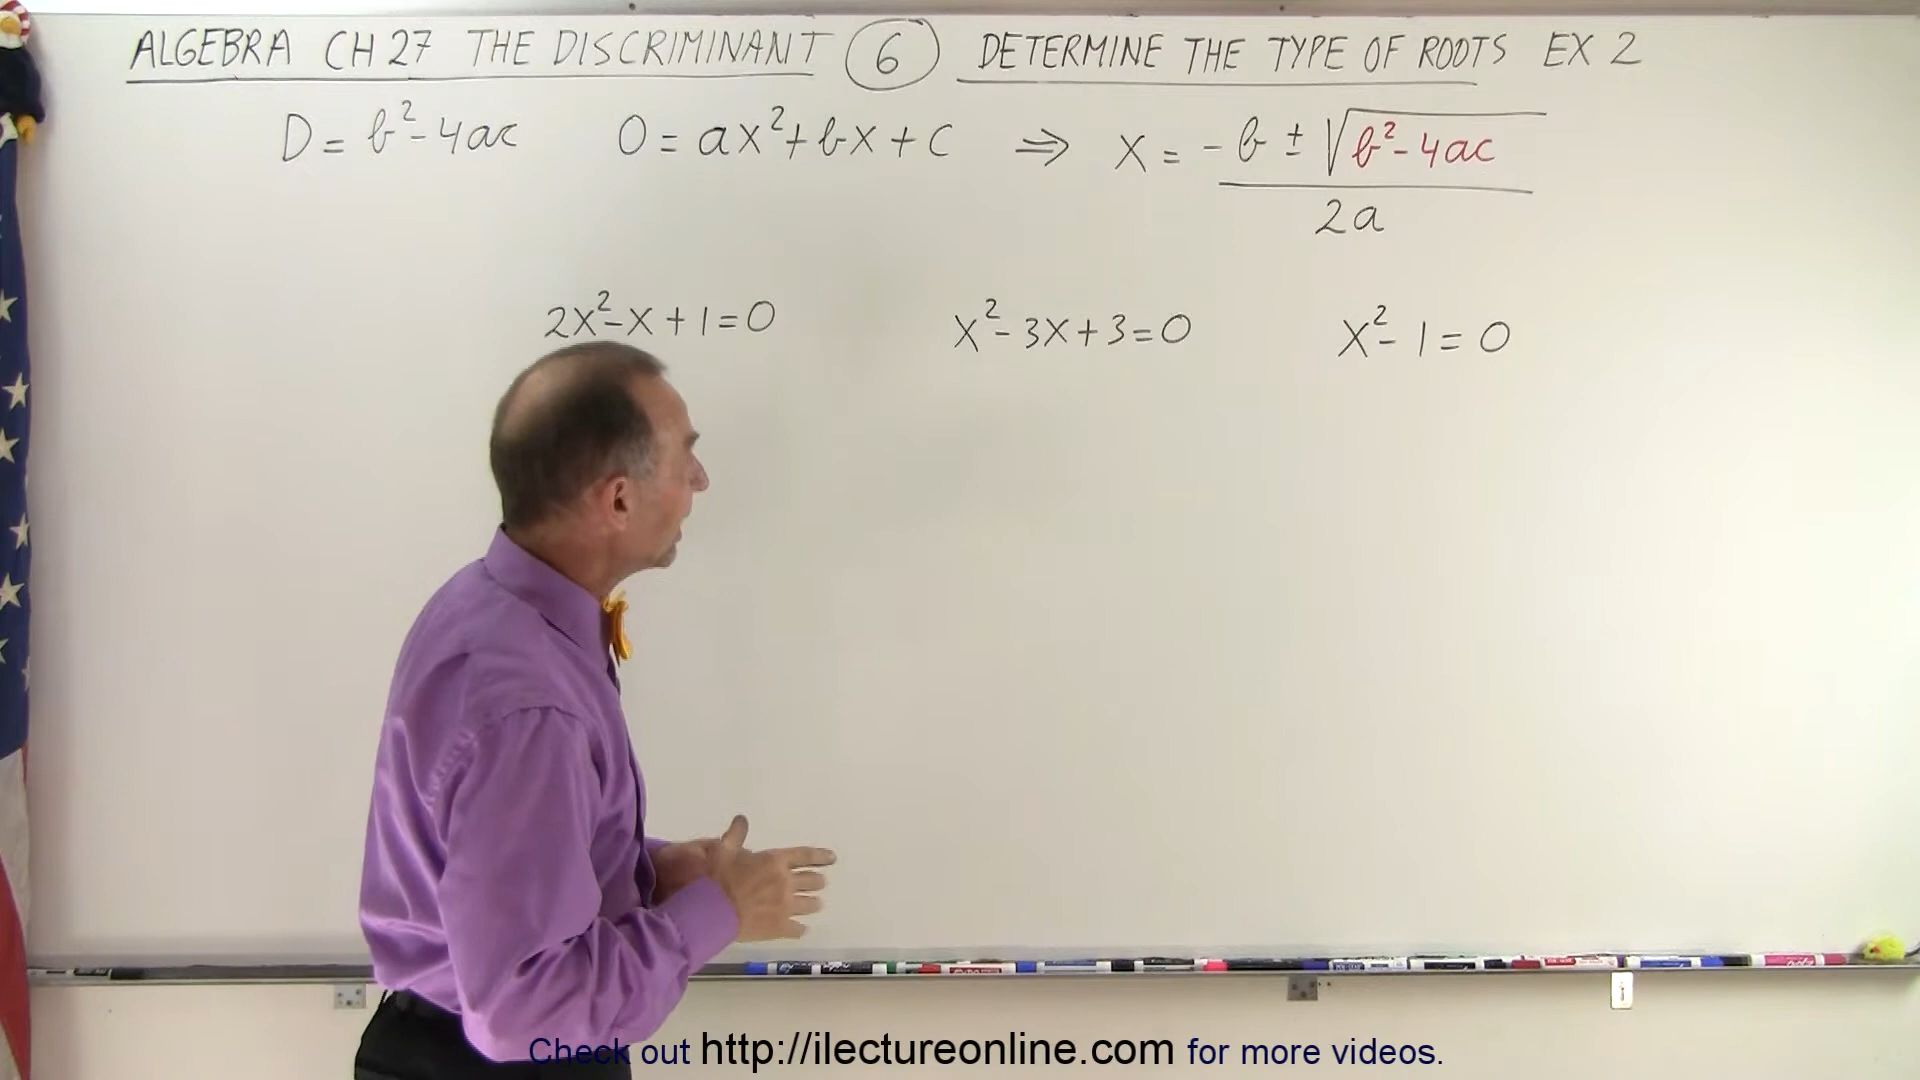 ALGEBRA CH 27 THE DISCRIMINANT 6 DETERMINE THE TYPE OF ROOTS EX 2
D = b² - 4ac 0 = ax² + bx + c ⇒ x = -b ± √(b² - 4ac) / 2a
2x² - x + 1 = 0 x² - 3x + 3 = 0 x² - 1 = 0
Check out http://ilectureonline.com for more videos.